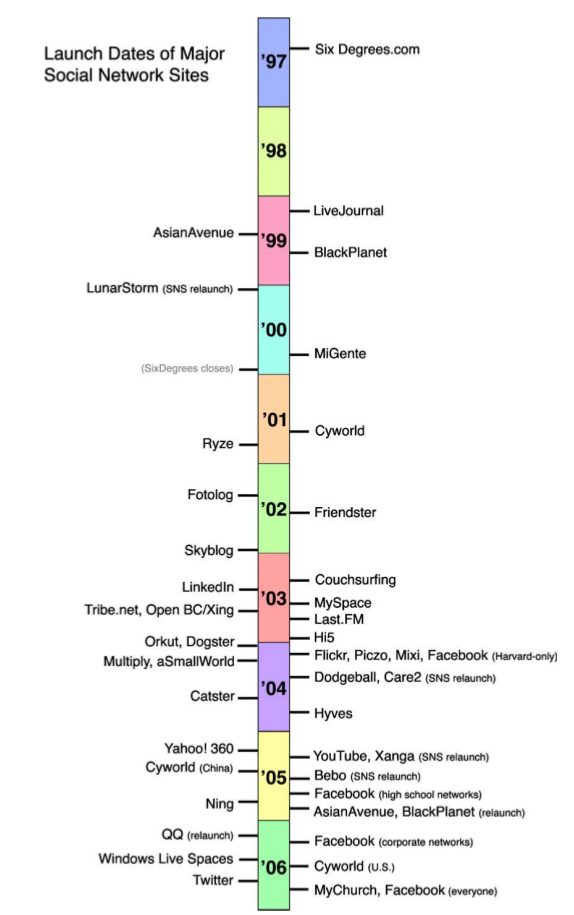 Launch Dates of Major
Social Network Sites
'97
Six Degrees.com
'98
'99
LiveJournal
AsianAvenue
BlackPlanet
LunarStorm (SNS relaunch)
'00
MiGente
(SixDegrees closes)
'01
Cyworld
Ryze
'02
Fotolog
Friendster
Skyblog
'03
Couchsurfing
LinkedIn
MySpace
Tribe.net, Open BC/Xing
Last.FM
Hi5
Orkut, Dogster
'04
Flickr, Piczo, Mixi, Facebook (Harvard-only)
Multiply, aSmallWorld
Dodgeball, Care2 (SNS relaunch)
Catster
Hyves
'05
Yahoo! 360
YouTube, Xanga (SNS relaunch)
Cyworld (China)
Bebo (SNS relaunch)
Facebook (high school networks)
Ning
AsianAvenue, BlackPlanet (relaunch)
'06
QQ (relaunch)
Facebook (corporate networks)
Windows Live Spaces
Cyworld (U.S.)
Twitter
MyChurch, Facebook (everyone)